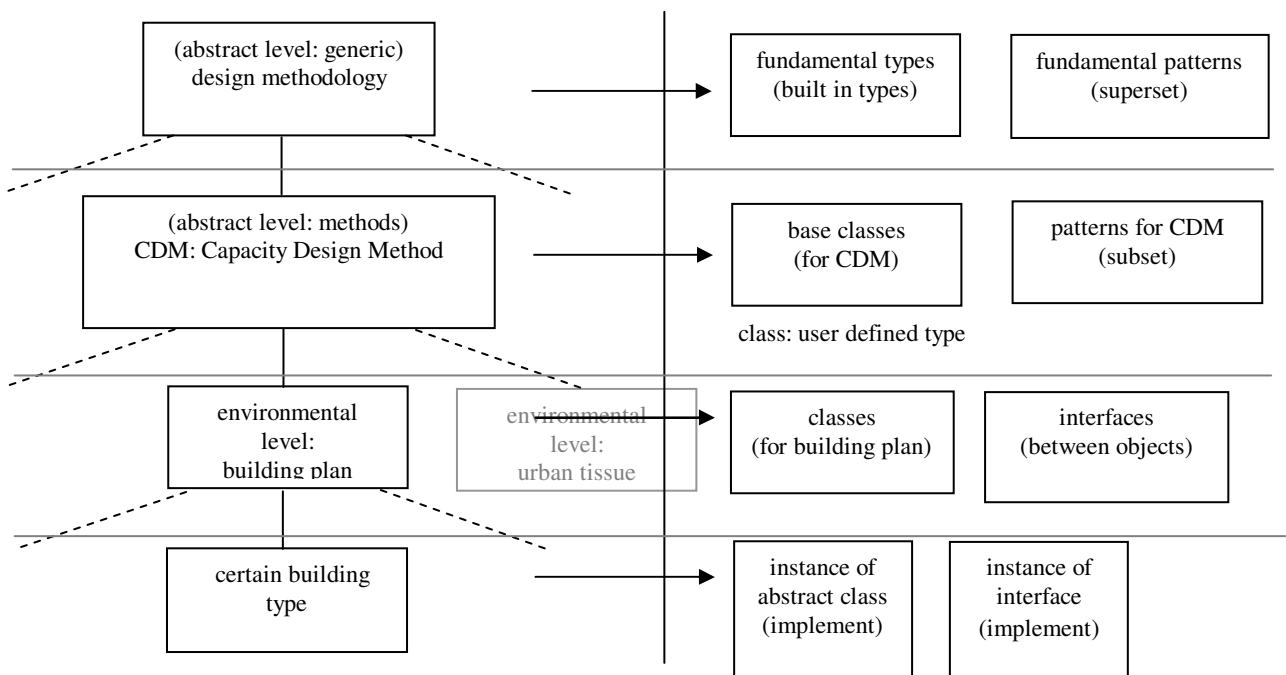 (abstract level: generic)
design methodology
fundamental types
(built in types)
fundamental patterns
(superset)
(abstract level: methods)
CDM: Capacity Design Method
base classes
(for CDM)
patterns for CDM
(subset)
class: user defined type
environmental
level:
building plan
environmental
level:
urban tissue
classes
(for building plan)
interfaces
(between objects)
certain building
type
instance of
abstract class
(implement)
instance of
interface
(implement)